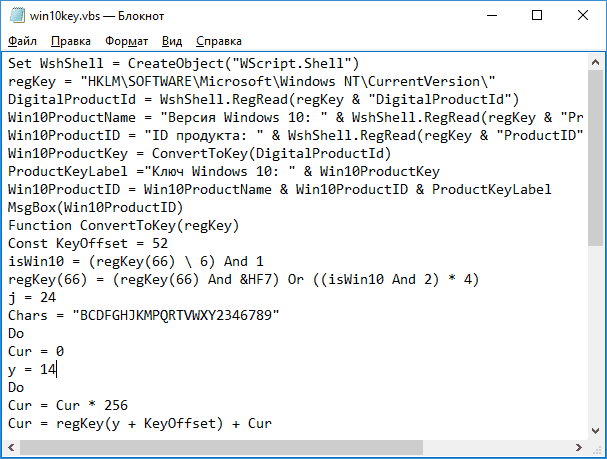 win10key.vbs — Блокнот
Файл Правка Формат Вид Справка
Set WshShell = CreateObject("WScript.Shell")
regKey = "HKLM\SOFTWARE\Microsoft\Windows NT\CurrentVersion\"
DigitalProductId = WshShell.RegRead(regKey & "DigitalProductId")
Win10ProductName = "Версия Windows 10: " & WshShell.RegRead(regKey & "Pr
Win10ProductID = "ID продукта: " & WshShell.RegRead(regKey & "ProductID"
Win10ProductKey = ConvertToKey(DigitalProductId)
ProductKeyLabel ="Ключ Windows 10: " & Win10ProductKey
Win10ProductID = Win10ProductName & Win10ProductID & ProductKeyLabel
MsgBox(Win10ProductID)
Function ConvertToKey(regKey)
Const KeyOffset = 52
isWin10 = (regKey(66) \ 6) And 1
regKey(66) = (regKey(66) And &HF7) Or ((isWin10 And 2) * 4)
j = 24
Chars = "BCDFGHJKMPQRTVWXY2346789"
Do
Cur = 0
y = 14
Do
Cur = Cur * 256
Cur = regKey(y + KeyOffset) + Cur